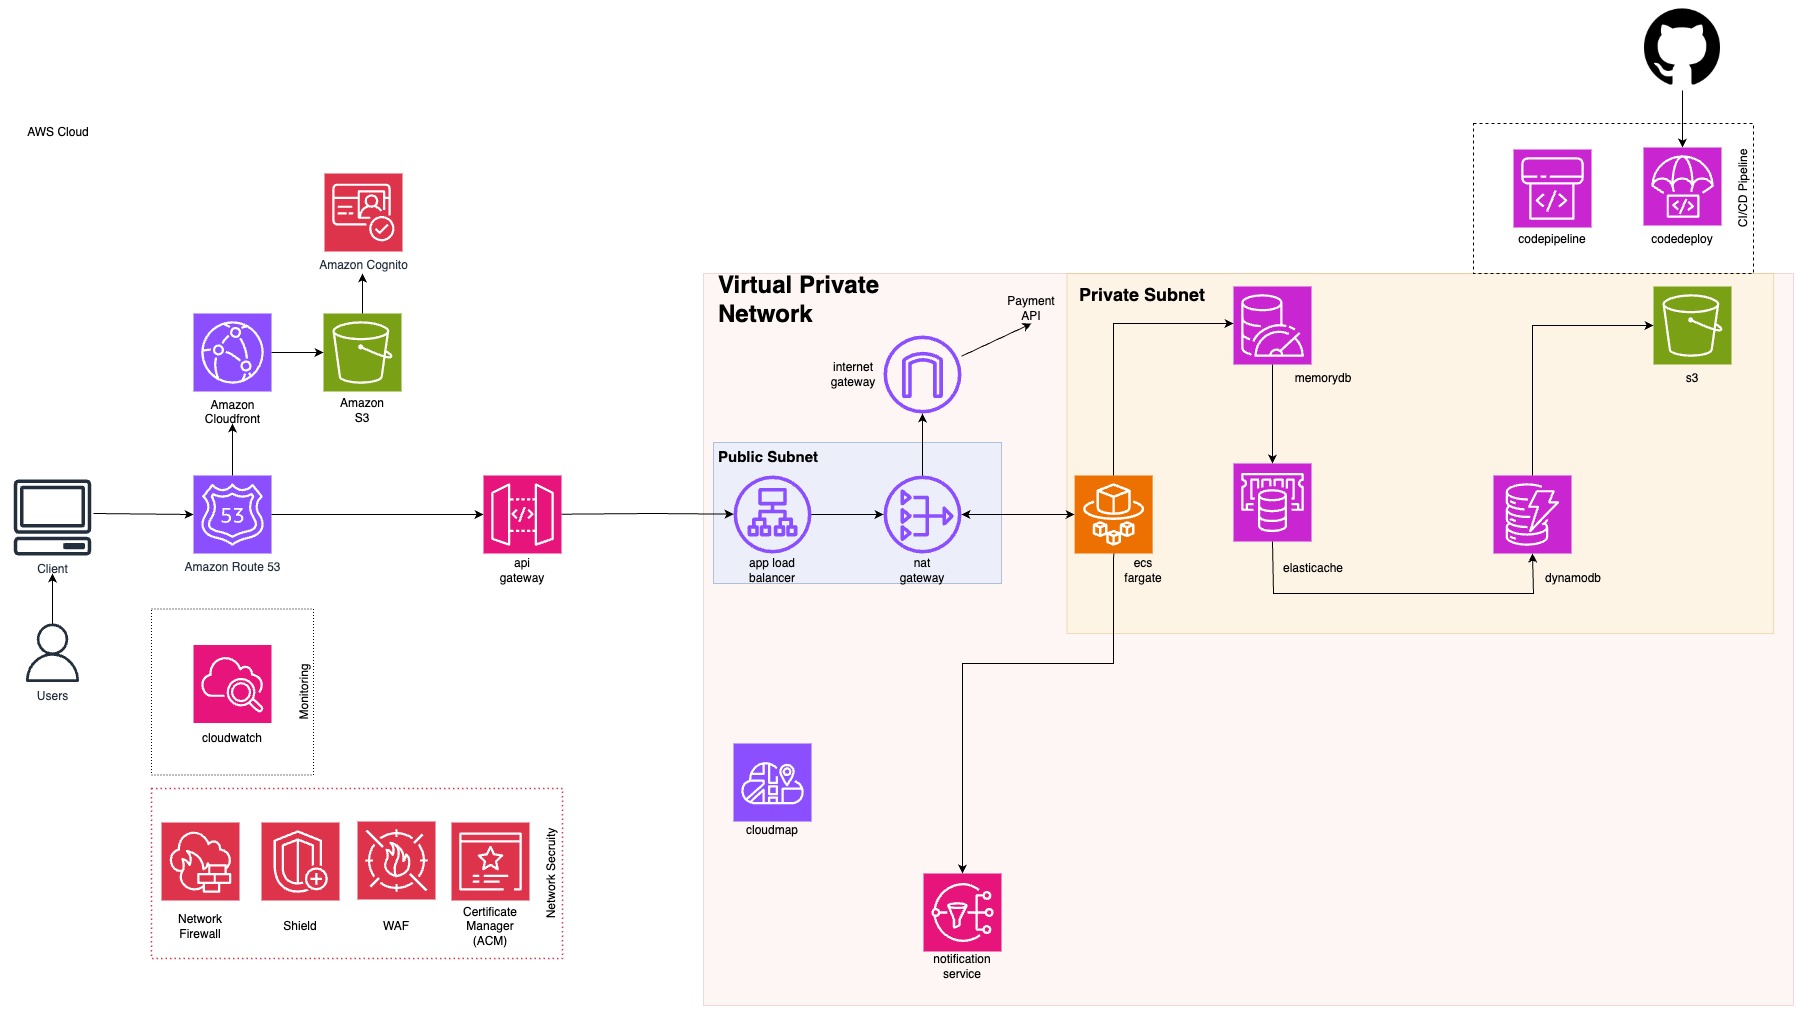 AWS Cloud
CI/CD Pipeline
codepipeline
codedeploy
Amazon Cognito
Virtual Private
Network
Payment
API
Private Subnet
internet
gateway
memorydb
s3
Amazon
Cloudfront
Amazon
S3
Public Subnet
53
Client
Amazon Route 53
api
gateway
app load
balancer
nat
gateway
ecs
fargate
elasticache
dynamodb
Users
Monitoring
cloudwatch
cloudmap
Network Secruity
Network
Firewall
Shield
WAF
Certificate
Manager
(ACM)
notification
service